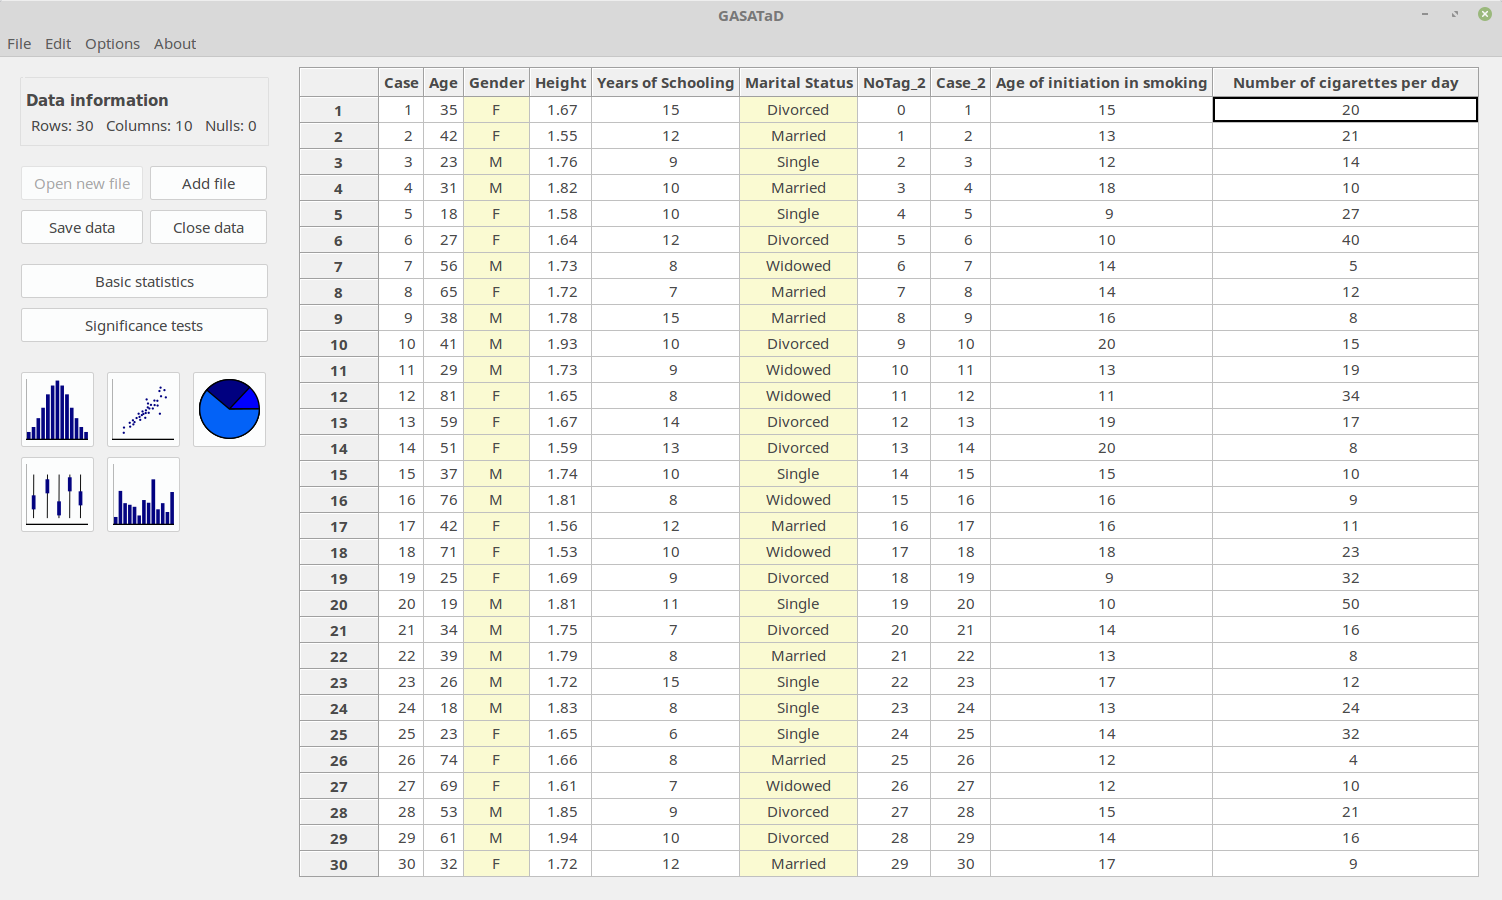 GASATaD
File Edit Options About
Data information
Rows: 30 Columns: 10 Nulls: 0
Open new file Add file
Save data Close data
Basic statistics
Significance tests
Case Age Gender Height Years of Schooling Marital Status NoTag_2 Case_2 Age of initiation in smoking Number of cigarettes per day
1 1 35 F 1.67 15 Divorced 0 1 15 20
2 2 42 F 1.55 12 Married 1 2 13 21
3 3 23 M 1.76 9 Single 2 3 12 14
4 4 31 M 1.82 10 Married 3 4 18 10
5 5 18 F 1.58 10 Single 4 5 9 27
6 6 27 F 1.64 12 Divorced 5 6 10 40
7 7 56 M 1.73 8 Widowed 6 7 14 5
8 8 65 F 1.72 7 Married 7 8 14 12
9 9 38 M 1.78 15 Married 8 9 16 8
10 10 41 M 1.93 10 Divorced 9 10 20 15
11 11 29 M 1.73 9 Widowed 10 11 13 19
12 12 81 F 1.65 8 Widowed 11 12 11 34
13 13 59 F 1.67 14 Divorced 12 13 19 17
14 14 51 F 1.59 13 Divorced 13 14 20 8
15 15 37 M 1.74 10 Single 14 15 15 10
16 16 76 M 1.81 8 Widowed 15 16 16 9
17 17 42 F 1.56 12 Married 16 17 16 11
18 18 71 F 1.53 10 Widowed 17 18 18 23
19 19 25 F 1.69 9 Divorced 18 19 9 32
20 20 19 M 1.81 11 Single 19 20 10 50
21 21 34 M 1.75 7 Divorced 20 21 14 16
22 22 39 M 1.79 8 Married 21 22 13 8
23 23 26 M 1.72 15 Single 22 23 17 12
24 24 18 M 1.83 8 Single 23 24 13 24
25 25 23 F 1.65 6 Single 24 25 14 32
26 26 74 F 1.66 8 Married 25 26 12 4
27 27 69 F 1.61 7 Widowed 26 27 12 10
28 28 53 M 1.85 9 Divorced 27 28 15 21
29 29 61 M 1.94 10 Divorced 28 29 14 16
30 30 32 F 1.72 12 Married 29 30 17 9